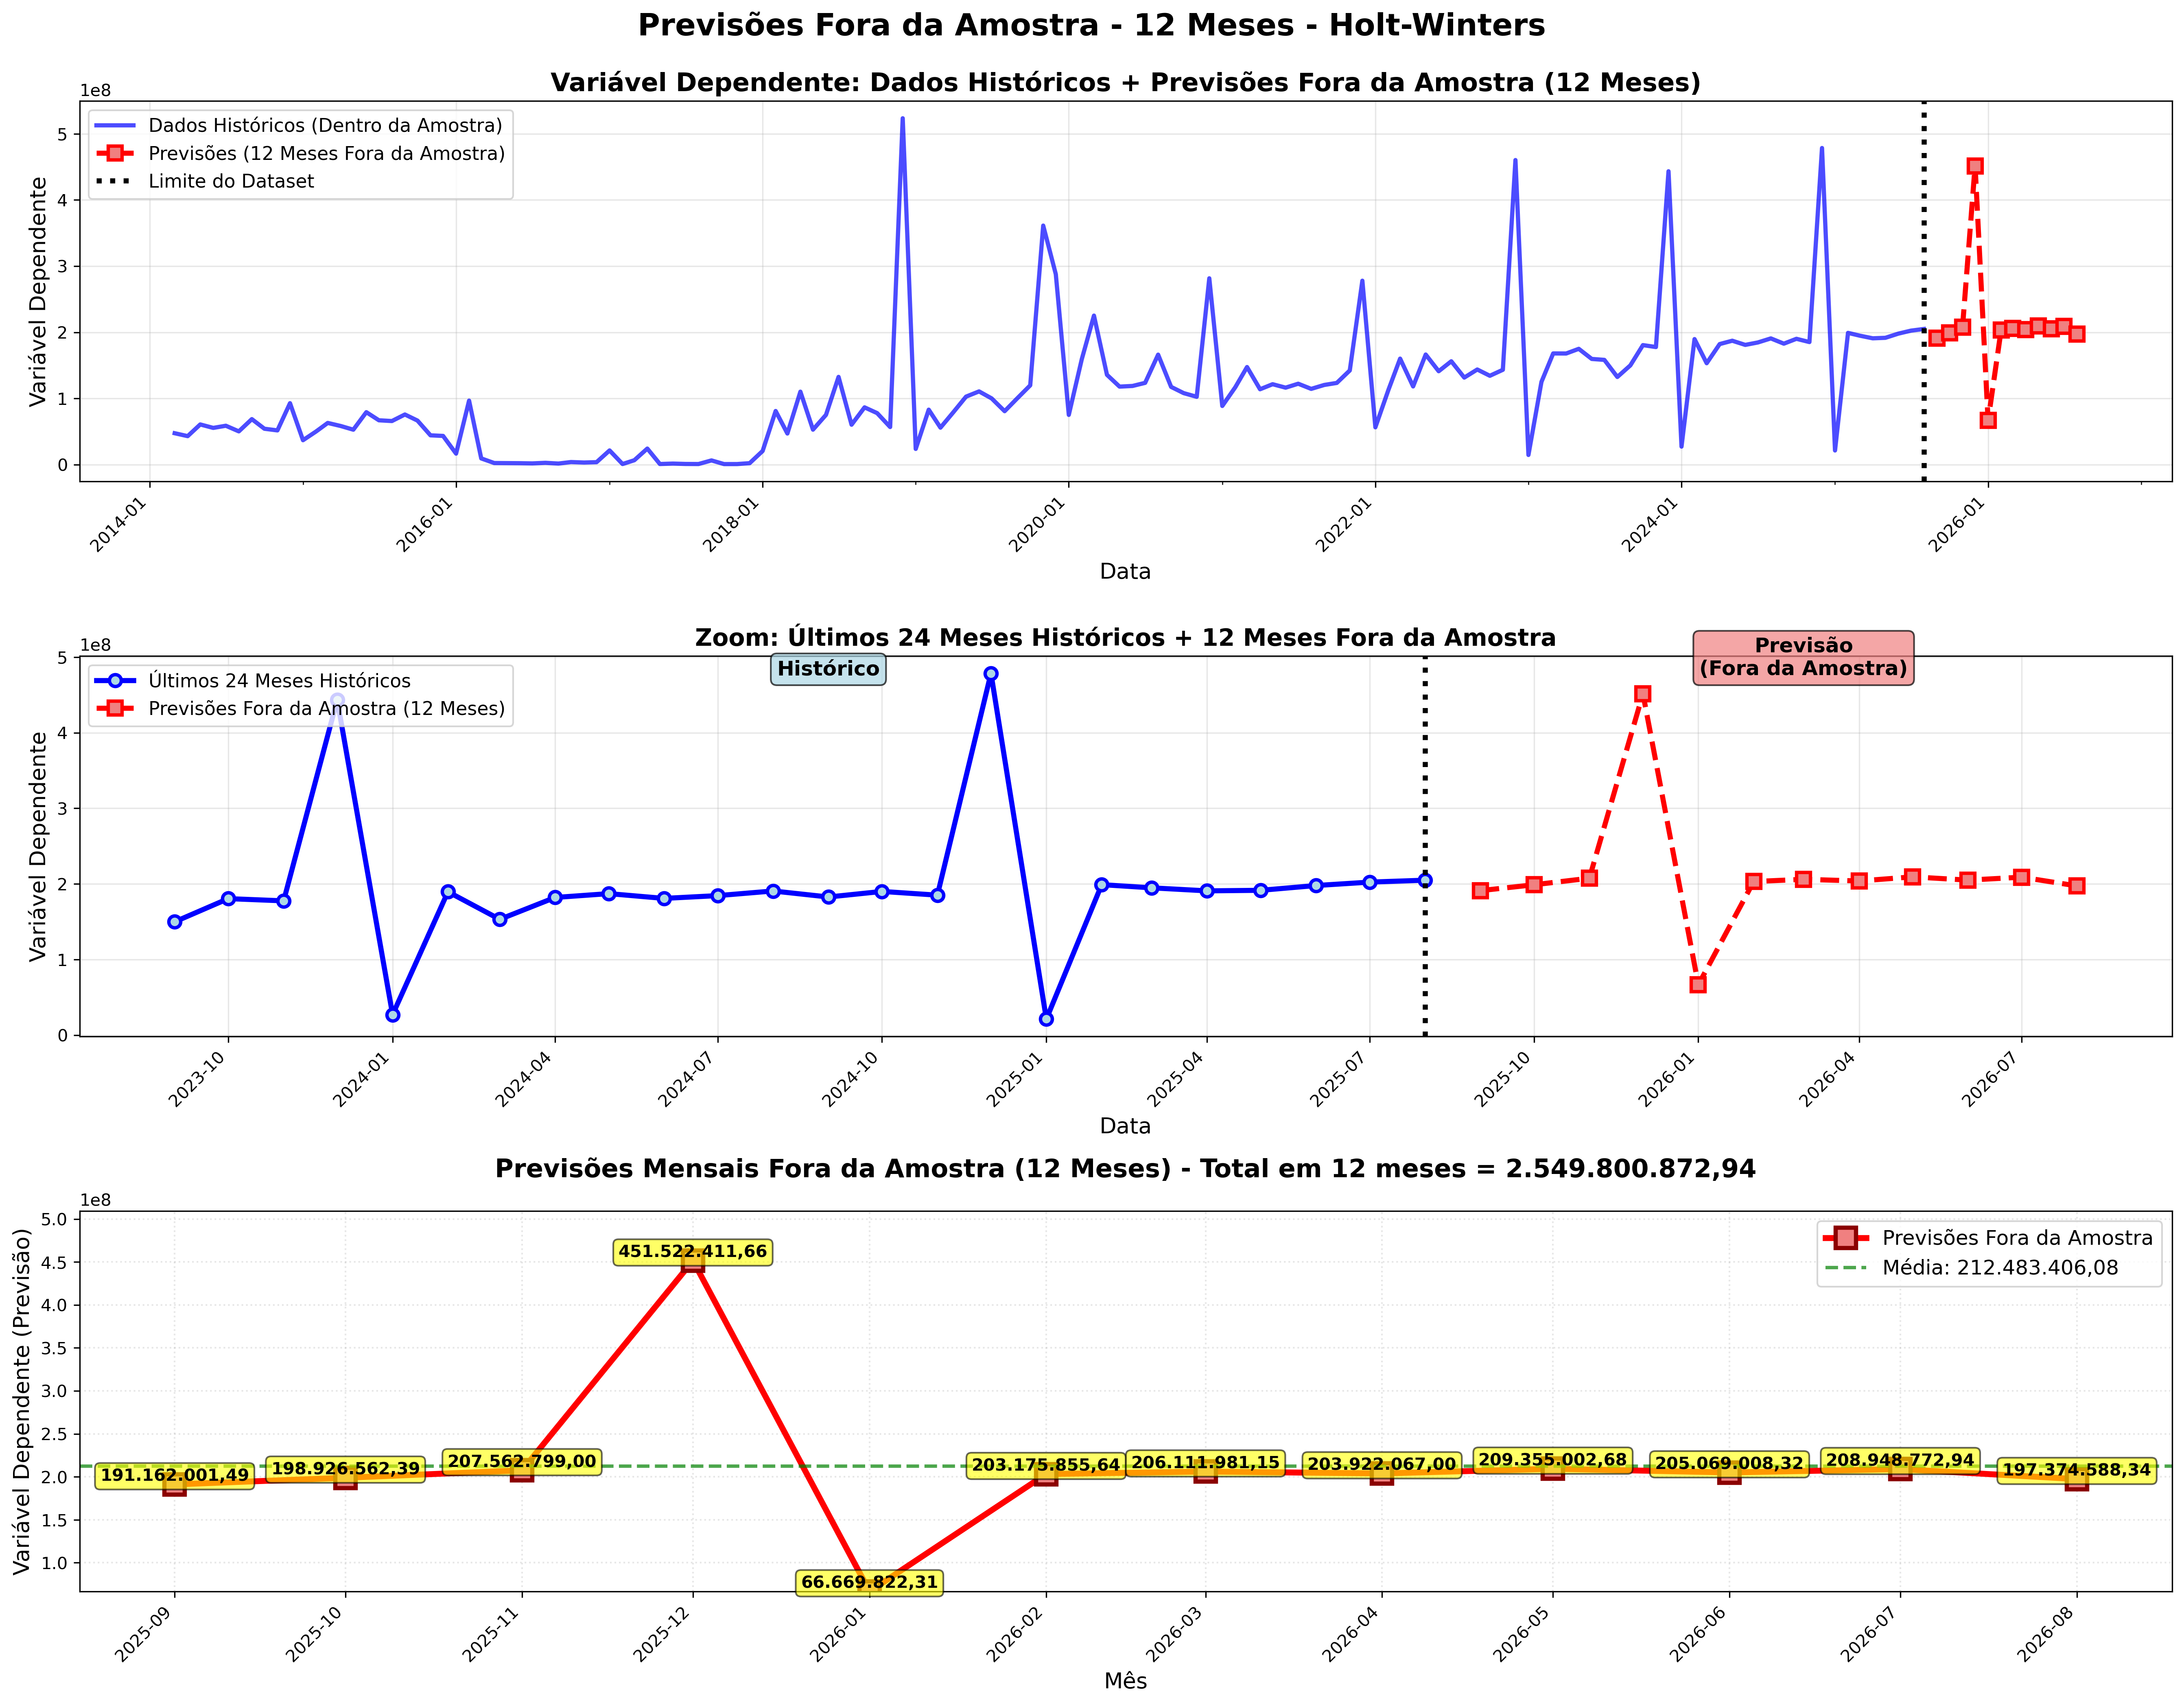 Previsões Fora da Amostra - 12 Meses - Holt-Winters
Variável Dependente: Dados Históricos + Previsões Fora da Amostra (12 Meses)
1e8
Dados Históricos (Dentro da Amostra)
Previsões (12 Meses Fora da Amostra)
Limite do Dataset
Variável Dependente
5
4
3
2
1
0
2014-01
2016-01
2018-01
2020-01
2022-01
2024-01
2026-01
Data
Zoom: Últimos 24 Meses Históricos + 12 Meses Fora da Amostra
1e8
Últimos 24 Meses Históricos
Previsões Fora da Amostra (12 Meses)
Histórico
Previsão
(Fora da Amostra)
Variável Dependente
5
4
3
2
1
0
2023-10
2024-01
2024-04
2024-07
2024-10
2025-01
2025-04
2025-07
2025-10
2026-01
2026-04
2026-07
Data
Previsões Mensais Fora da Amostra (12 Meses) - Total em 12 meses = 2.549.800.872,94
1e8
Previsões Fora da Amostra
Média: 212.483.406,08
Variável Dependente (Previsão)
5.0
4.5
4.0
3.5
3.0
2.5
2.0
1.5
1.0
191.162.001,49
198.926.562,39
207.562.799,00
451.522.411,66
66.669.822,31
203.175.855,64
206.111.981,15
203.922.067,00
209.355.002,68
205.069.008,32
208.948.772,94
197.374.588,34
2025-09
2025-10
2025-11
2025-12
2026-01
2026-02
2026-03
2026-04
2026-05
2026-06
2026-07
2026-08
Mês